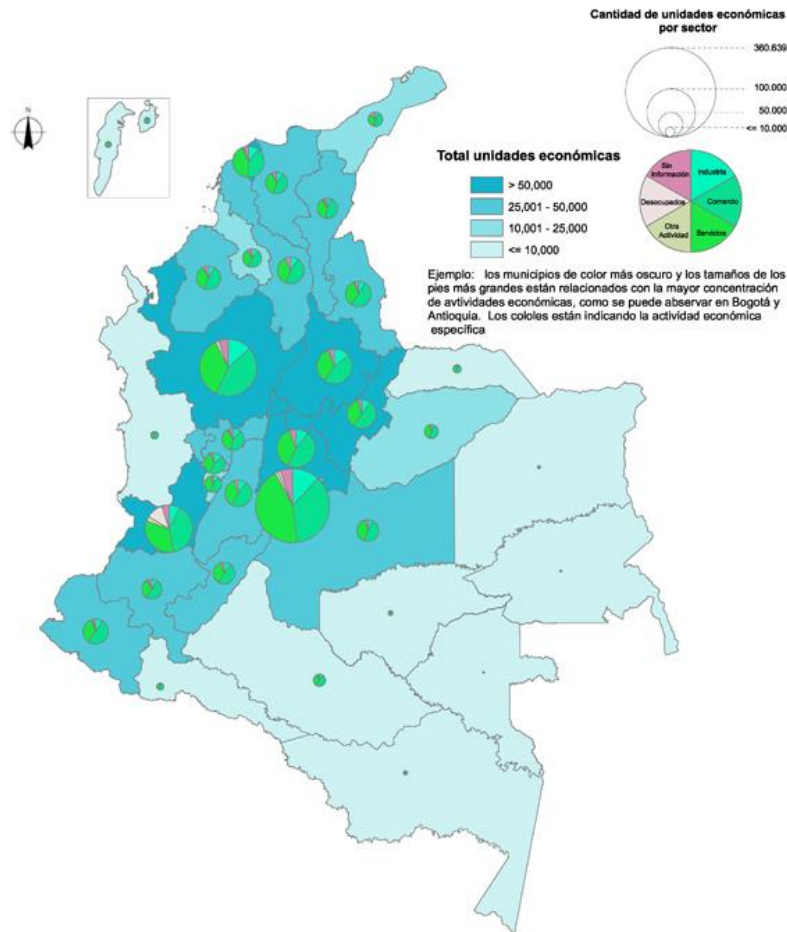 Cantidad de unidades económicas
por sector
360.639
100.000
50.000
<= 10.000
N
Total unidades económicas
> 50,000
25,001 - 50,000
10,001 - 25,000
<= 10,000
Sin
información
Industria
Desocupados
Comercio
Otra
Actividad
Servicios
Ejemplo: los municipios de color más oscuro y los tamaños de los
pies más grandes están relacionados con la mayor concentración
de avtividades económicas, como se puede abservar en Bogotá y
Antioquia. Los cololes están indicando la actividad económica
específica